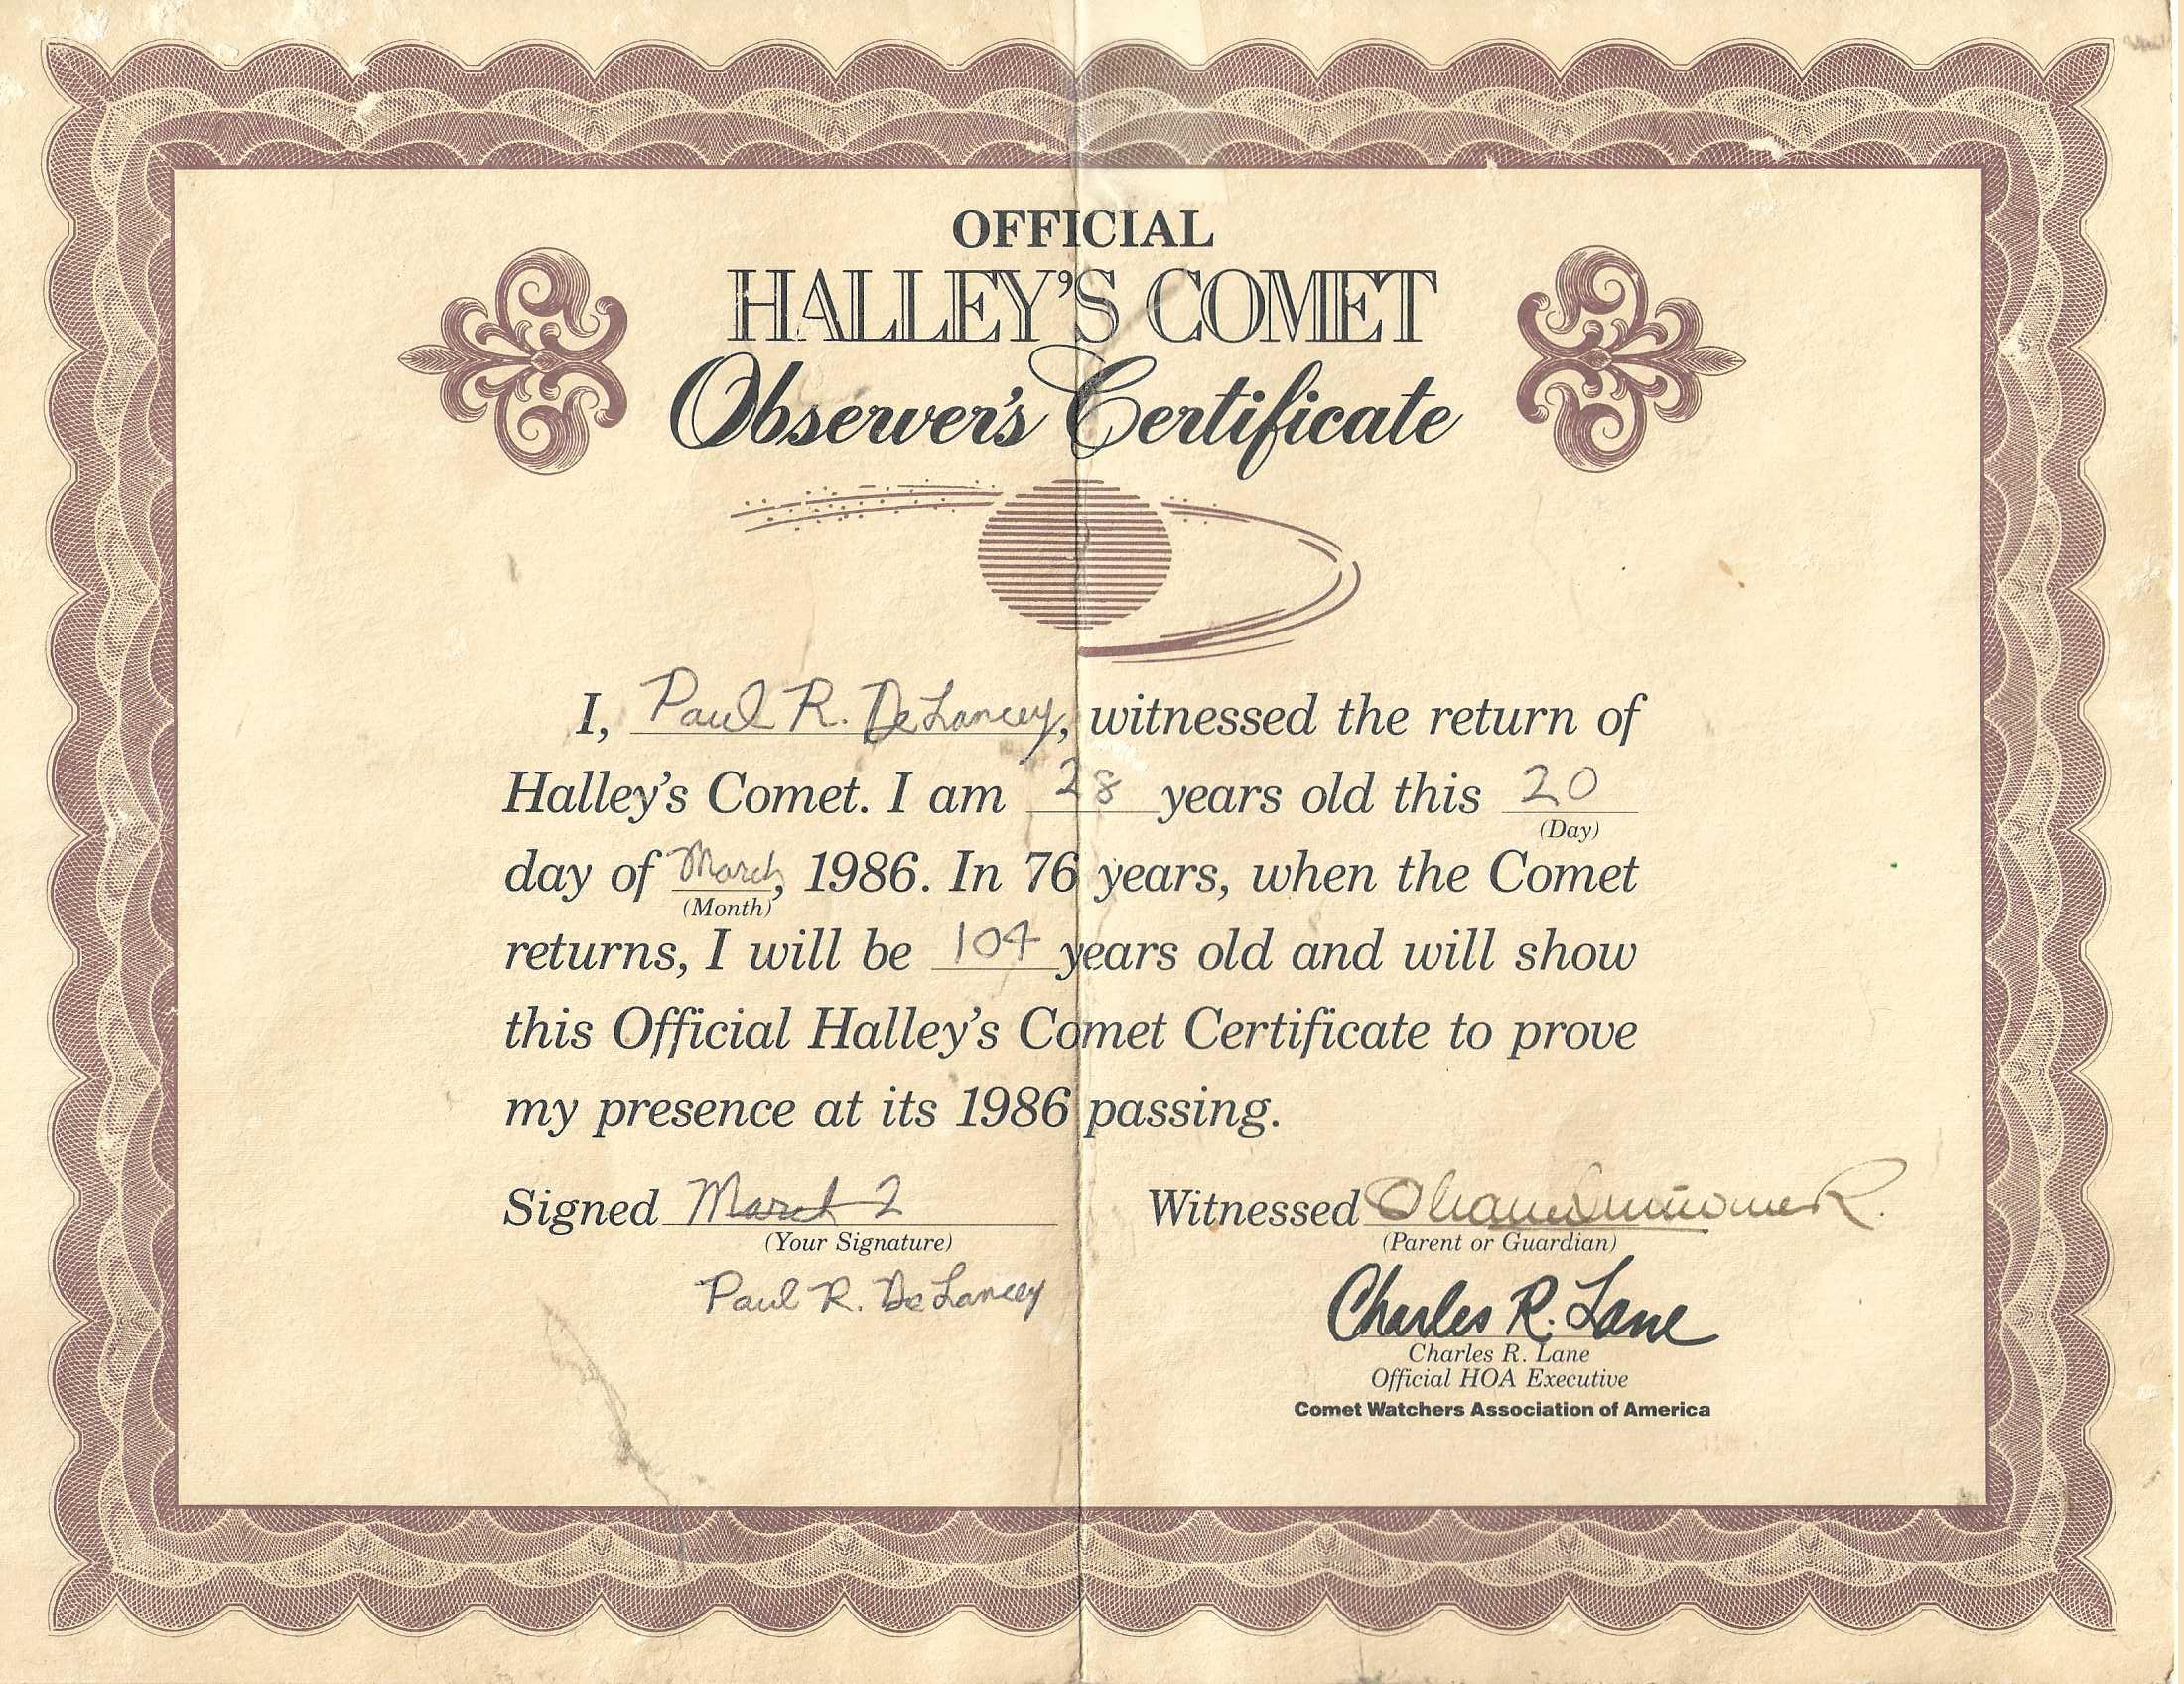 OFFICIAL
HALLEY'S COMET
Observer's Certificate
I, Paul R. DeLancey, witnessed the return of
Halley's Comet. I am 28 years old this 20
(Day)
day of March, 1986. In 76 years, when the Comet
(Month)
returns, I will be 104 years old and will show
this Official Halley's Comet Certificate to prove
my presence at its 1986 passing.
Signed March 2 Witnessed
(Your Signature) (Parent or Guardian)
Paul R. DeLancey
Charles R. Lane
Charles R. Lane
Official HOA Executive
Comet Watchers Association of America